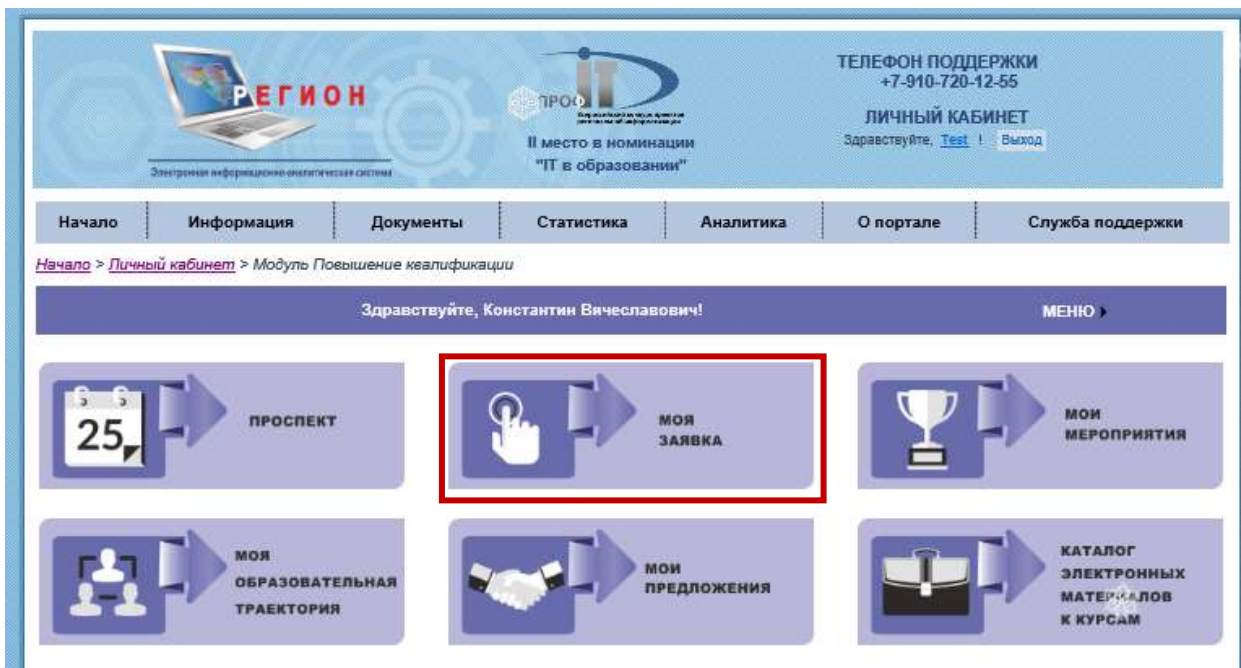 РЕГИОН
Электронная информационно-аналитическая система
ПРОФ IT
II место в номинации
"IT в образовании"
ТЕЛЕФОН ПОДДЕРЖКИ
+7-910-720-12-55
ЛИЧНЫЙ КАБИНЕТ
Здравствуйте, Test ! Выход
Начало Информация Документы Статистика Аналитика О портале Служба поддержки
Начало > Личный кабинет > Модуль Повышение квалификации
Здравствуйте, Константин Вячеславович! МЕНЮ
25
ПРОСПЕКТ
МОЯ
ЗАЯВКА
МОИ
МЕРОПРИЯТИЯ
МОЯ
ОБРАЗОВАТЕЛЬНАЯ
ТРАЕКТОРИЯ
МОИ
ПРЕДЛОЖЕНИЯ
КАТАЛОГ
ЭЛЕКТРОННЫХ
МАТЕРИАЛОВ
К КУРСАМ